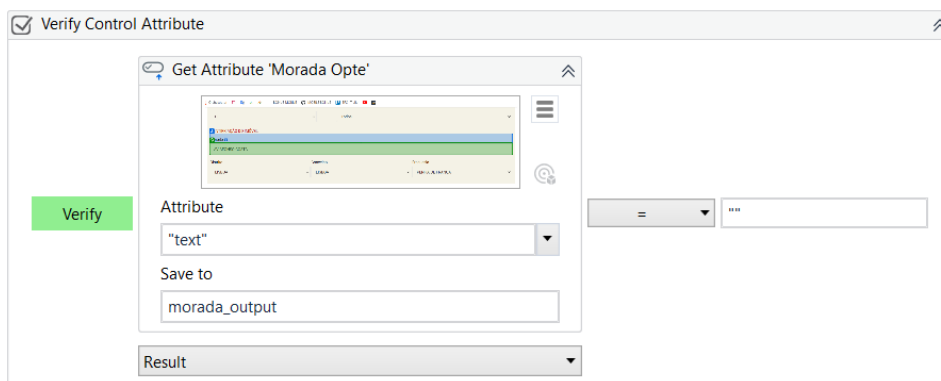 Verify Control Attribute
Get Attribute 'Morada Opte'
Verify
Attribute
"text"
=
""
Save to
morada_output
Result